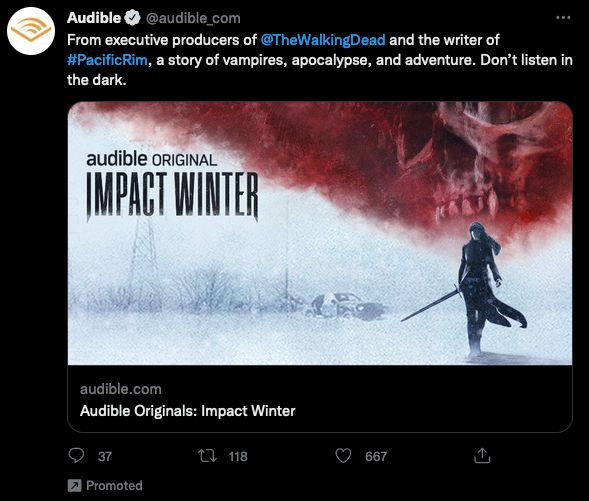 Audible @audible_com
From executive producers of @TheWalkingDead and the writer of
#PacificRim, a story of vampires, apocalypse, and adventure. Don’t listen in
the dark.
audible ORIGINAL
IMPACT WINTER
audible.com
Audible Originals: Impact Winter
37 118 667
Promoted